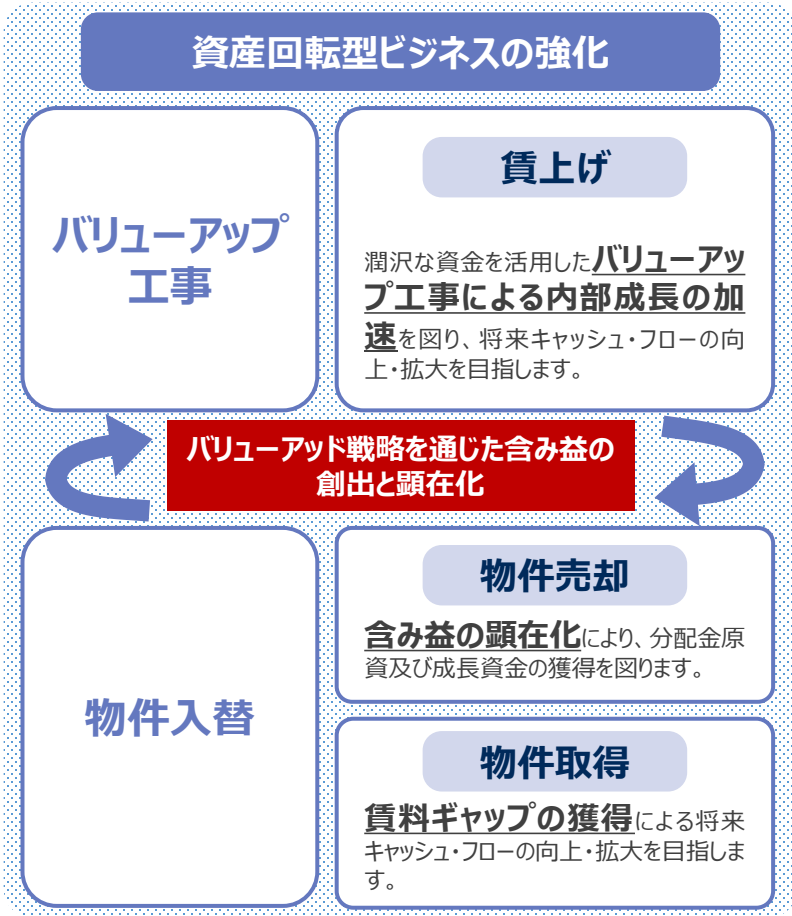 資産回転型ビジネスの強化
バリューアップ
工事
賃上げ
潤沢な資金を活用したバリューアッ
プ工事による内部成長の加
速を図り、将来キャッシュ・フローの向
上・拡大を目指します。
バリューアッド戦略を通じた含み益の
創出と顕在化
物件入替
物件売却
含み益の顕在化により、分配金原
資及び成長資金の獲得を図ります。
物件取得
賃料ギャップの獲得による将来
キャッシュ・フローの向上・拡大を目指しま
す。